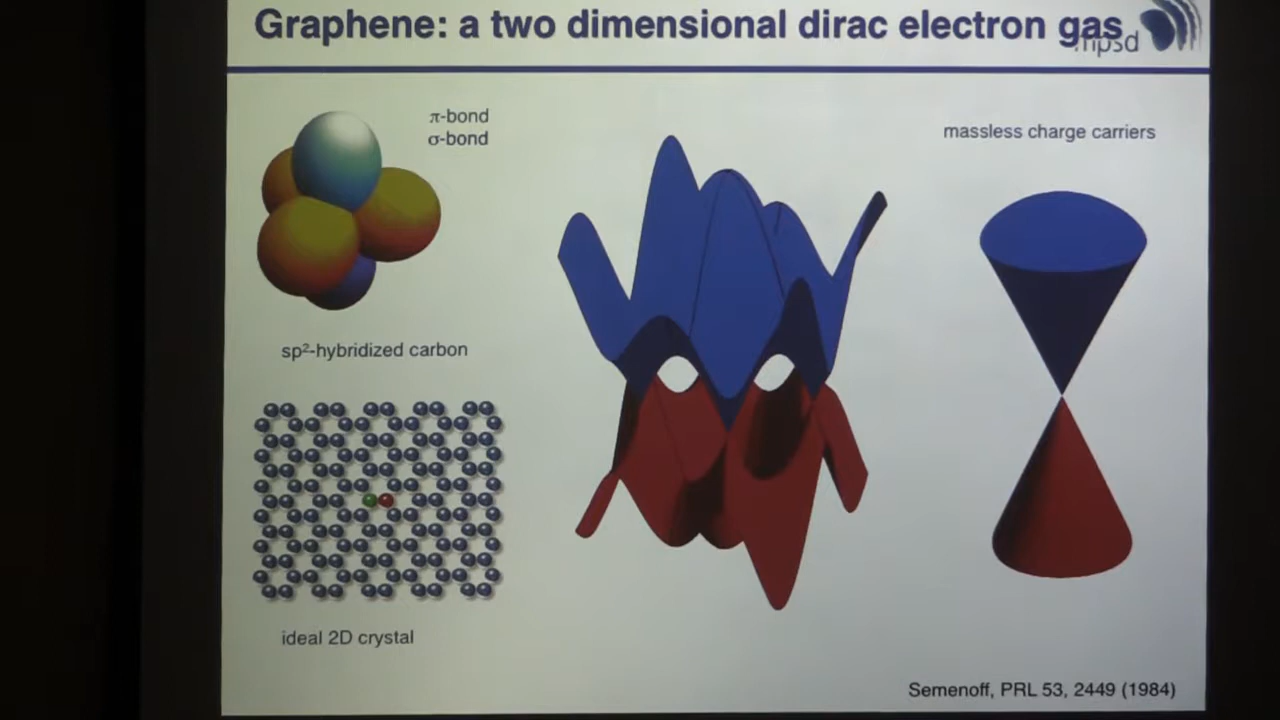 Graphene: a two dimensional dirac electron gas
mpsd
π-bond
σ-bond
massless charge carriers
sp²-hybridized carbon
ideal 2D crystal
Semenoff, PRL 53, 2449 (1984)